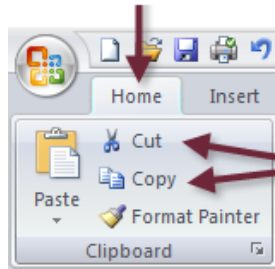 Home Insert
Cut
Copy
Paste
Format Painter
Clipboard